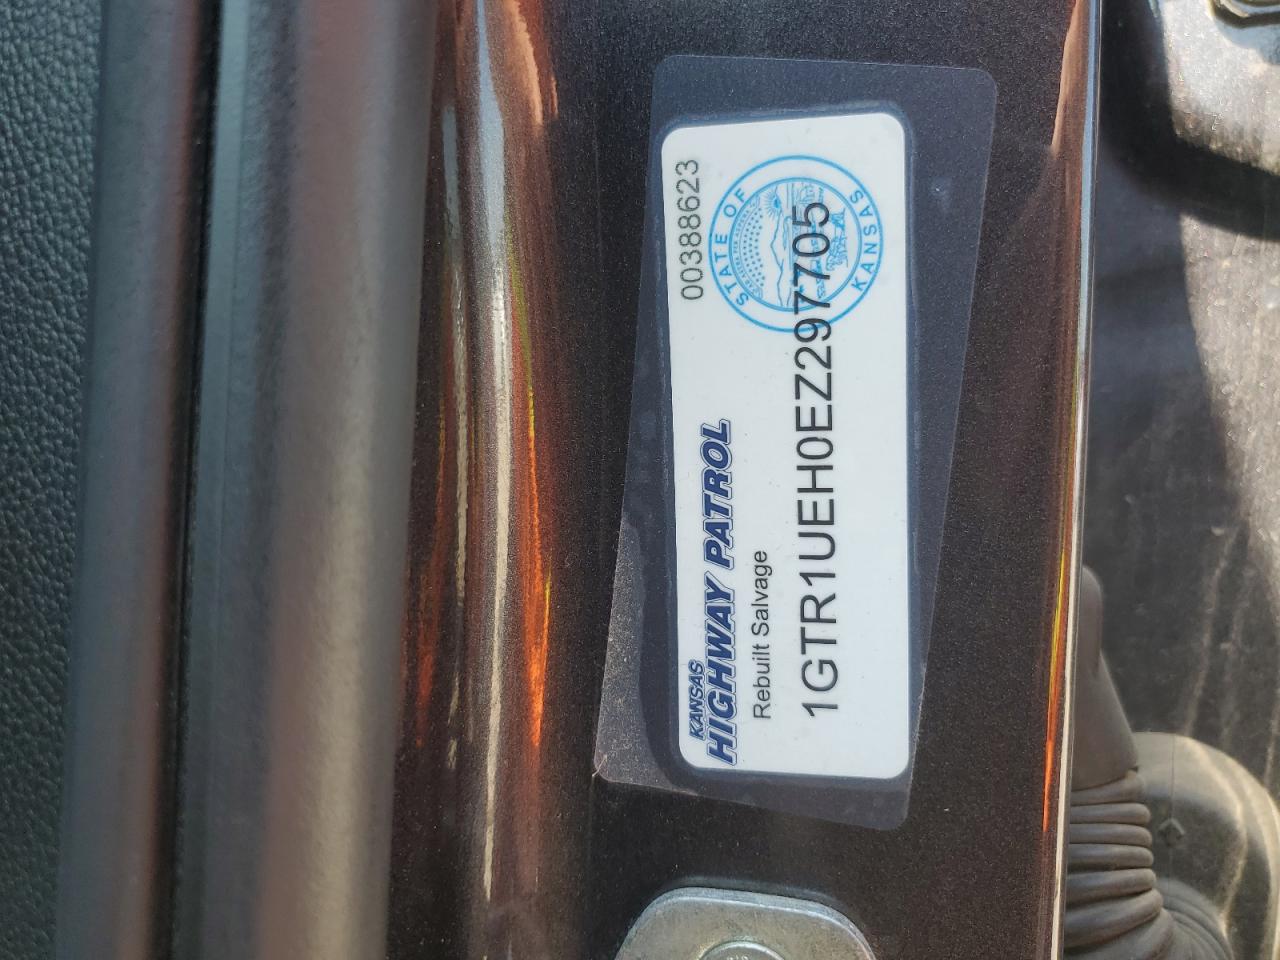 00388623
STATE OF
KANSAS
KANSAS
HIGHWAY PATROL
Rebuilt Salvage
1GTR1UEH0EZ297705